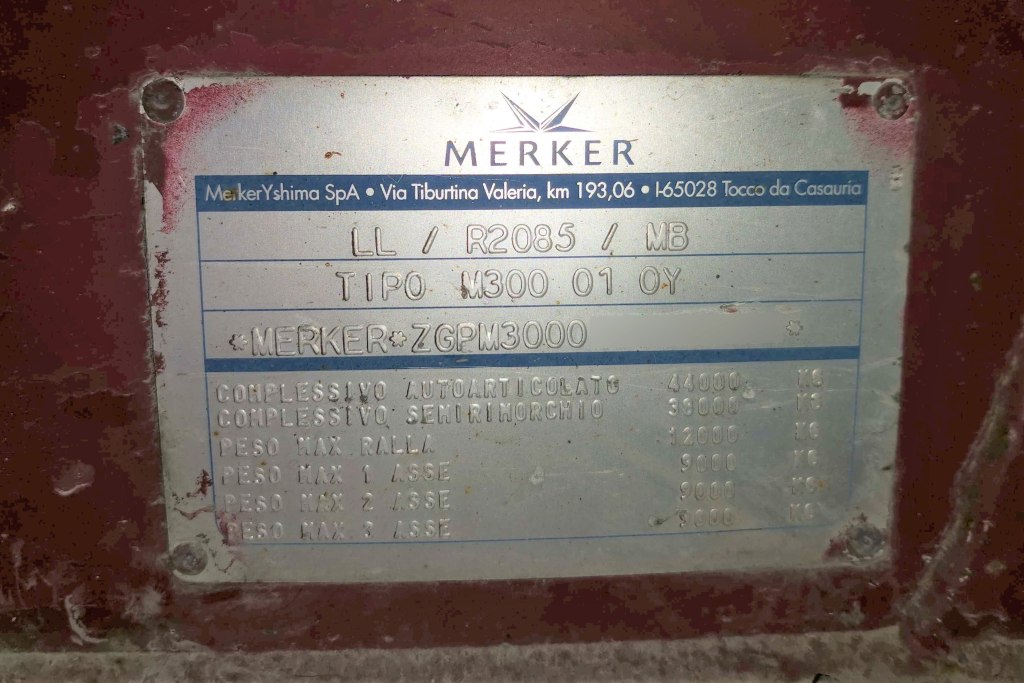 MERKER
MerkerYshima SpA • Via Tiburtina Valeria, km 193,06 • I-65028 Tocco da Casauria
LL / R2085 / MB
TIPO M300 01 0Y
*MERKER*ZGPM3000 *
COMPLESSIVO AUTOARTICOLATO 44000 KG
COMPLESSIVO SEMIRIMORCHIO 39000 KG
PESO MAX RALLA 12000 KG
PESO MAX 1 ASSE 9000 KG
PESO MAX 2 ASSE 9000 KG
PESO MAX 3 ASSE 9000 KG